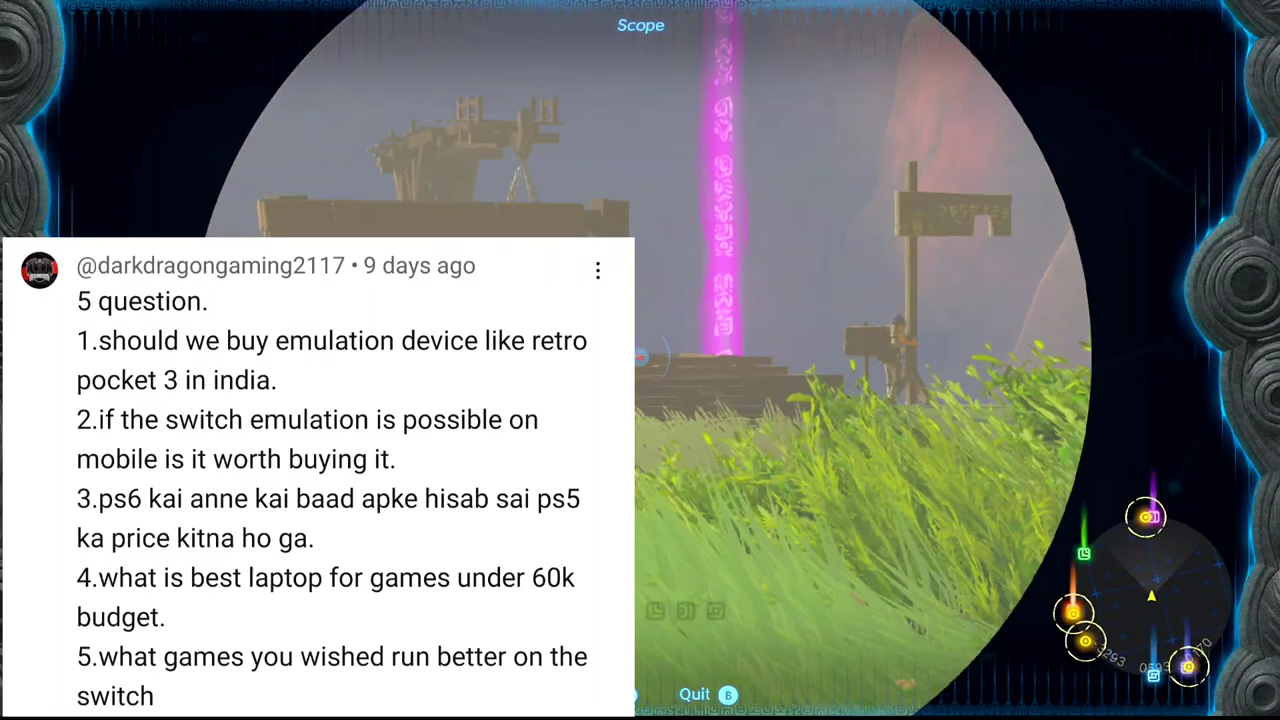 Scope
@darkdragongaming2117 • 9 days ago
5 question.
1.should we buy emulation device like retro
pocket 3 in india.
2.if the switch emulation is possible on
mobile is it worth buying it.
3.ps6 kai anne kai baad apke hisab sai ps5
ka price kitna ho ga.
4.what is best laptop for games under 60k
budget.
5.what games you wished run better on the
switch
Quit B